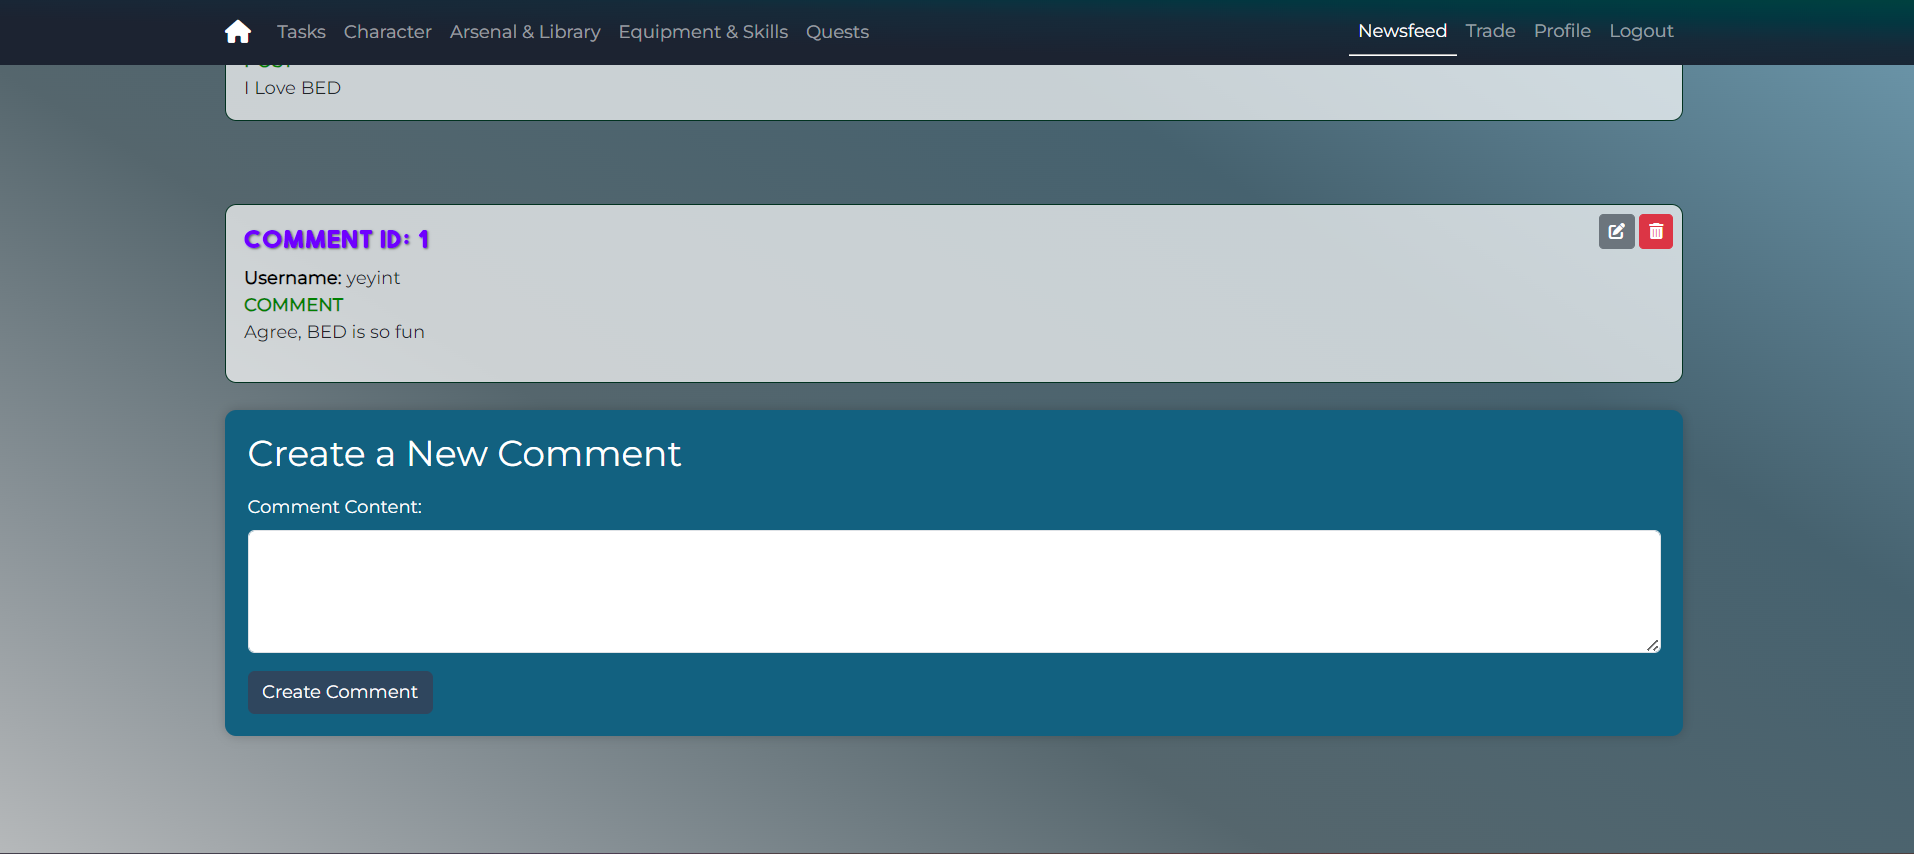 Tasks Character Arsenal & Library Equipment & Skills Quests Newsfeed Trade Profile Logout
I Love BED
COMMENT ID: 1
Username: yeyint
COMMENT
Agree, BED is so fun
Create a New Comment
Comment Content:
Create Comment